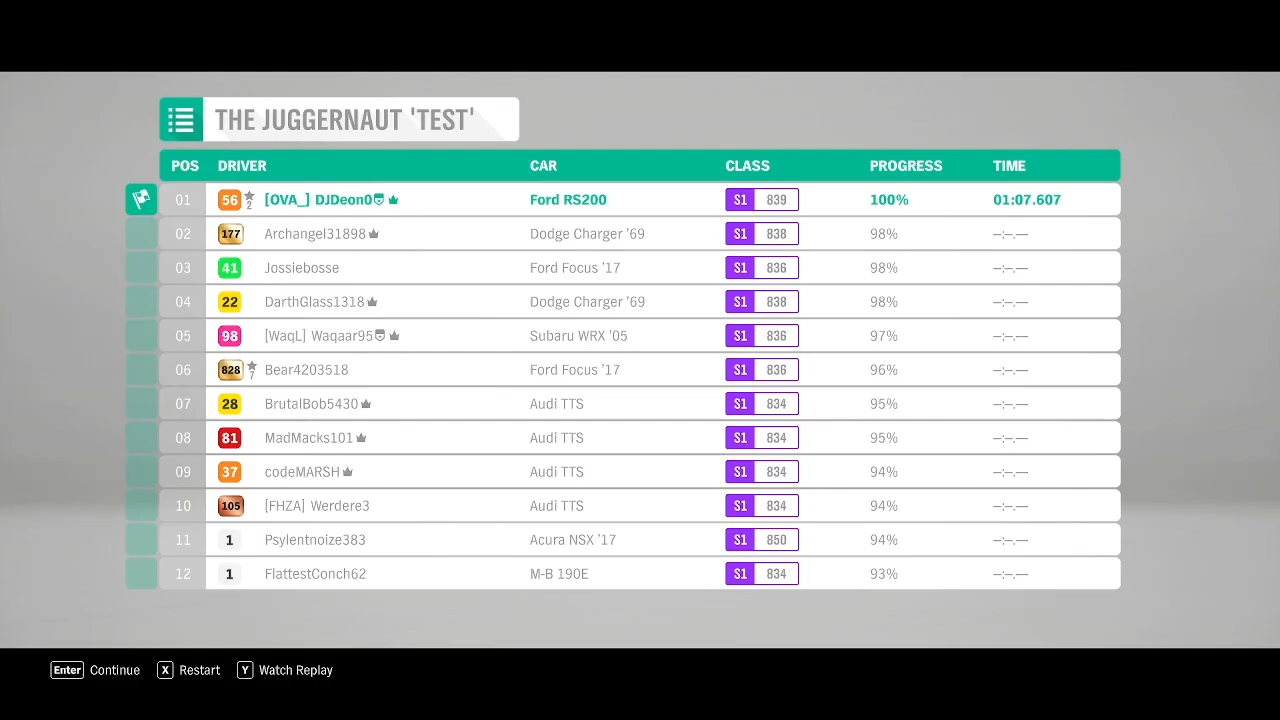 THE JUGGERNAUT 'TEST'
POS DRIVER CAR CLASS PROGRESS TIME
01 56 2 [OVA_] DJDeon0 Ford RS200 S1 839 100% 01:07.607
02 177 Archangel31898 Dodge Charger '69 S1 838 98% --:--.---
03 41 Jossiebosse Ford Focus '17 S1 836 98% --:--.---
04 22 DarthGlass1318 Dodge Charger '69 S1 838 98% --:--.---
05 98 [WaqL] Waqaar95 Subaru WRX '05 S1 836 97% --:--.---
06 828 7 Bear4203518 Ford Focus '17 S1 836 96% --:--.---
07 28 BrutalBob5430 Audi TTS S1 834 95% --:--.---
08 81 MadMacks101 Audi TTS S1 834 95% --:--.---
09 37 codeMARSH Audi TTS S1 834 94% --:--.---
10 105 [FHZA] Werdere3 Audi TTS S1 834 94% --:--.---
11 1 Psylentnoize383 Acura NSX '17 S1 850 94% --:--.---
12 1 FlattestConch62 M-B 190E S1 834 93% --:--.---
Enter Continue X Restart Y Watch Replay